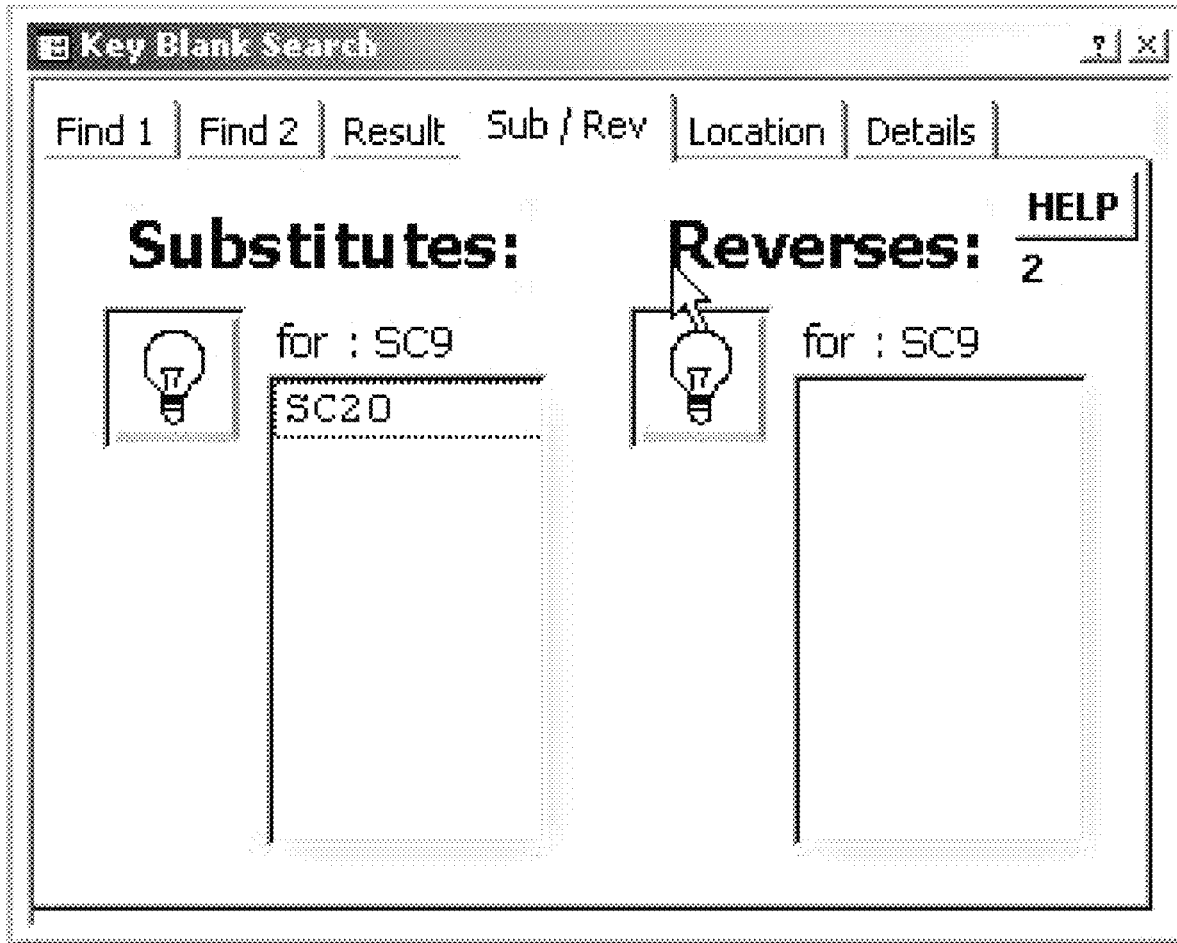 Key Blank Search
Find 1 Find 2 Result Sub / Rev Location Details
HELP
Substitutes: Reverses: 2
for : SC9 for : SC9
SC20